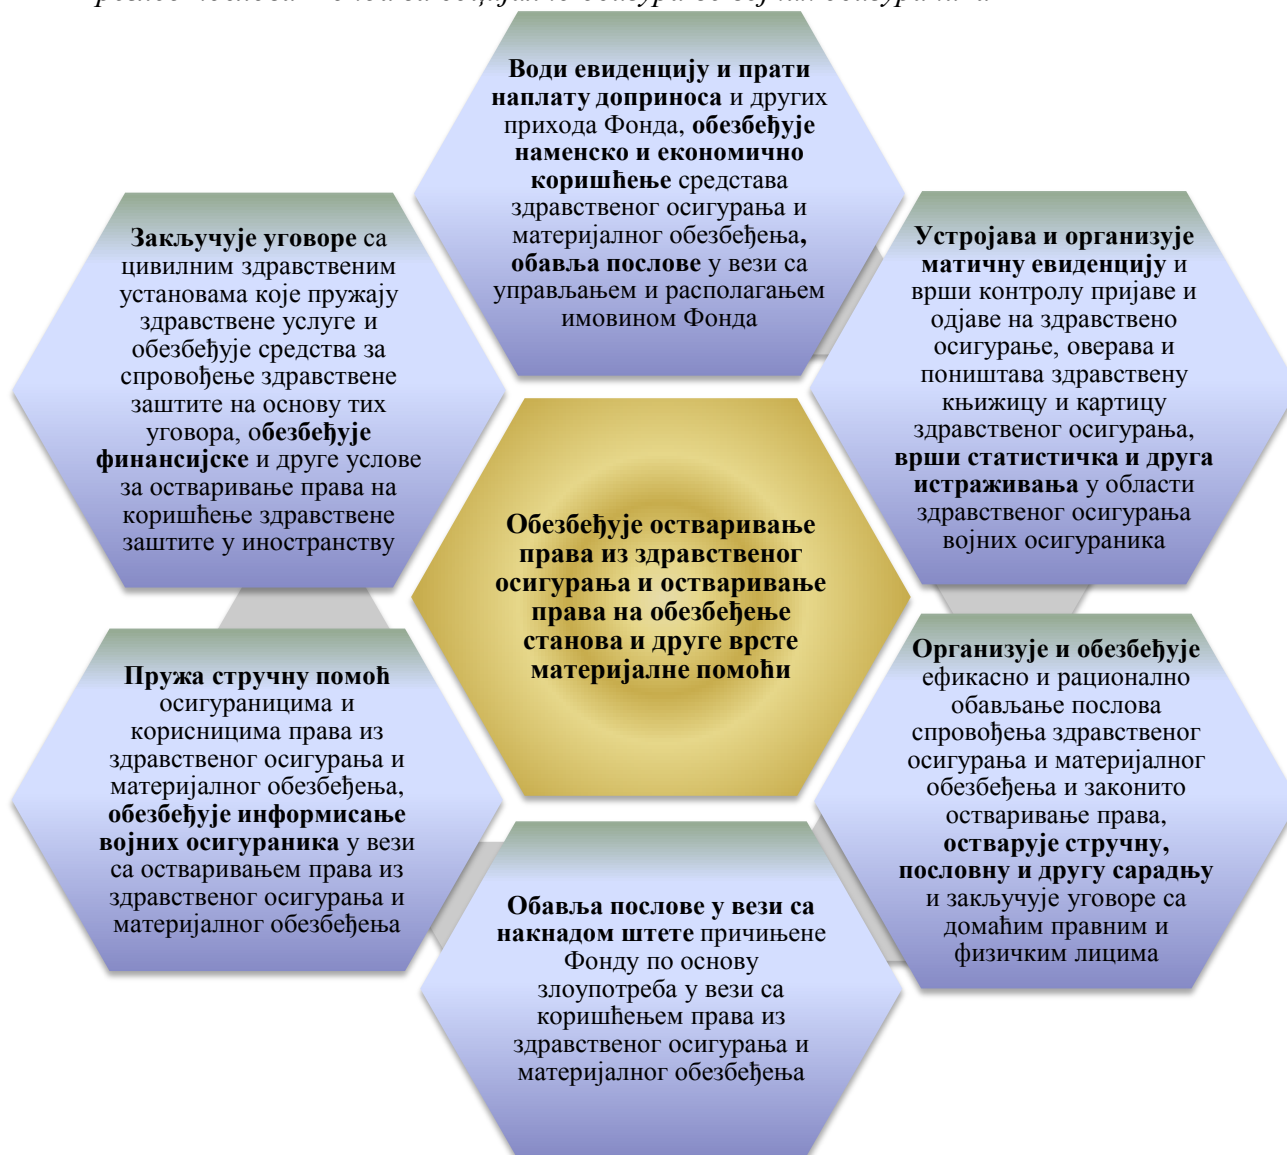 Води евиденцију и прати
наплату доприноса и других
прихода Фонда, обезбеђује
наменско и економично
коришћење средстава
здравственог осигурања и
материјалног обезбеђења,
обавља послове у вези са
управљањем и располагањем
имовином Фонда
Закључује уговоре са
цивилним здравственим
установама које пружају
здравствене услуге и
обезбеђује средства за
спровођење здравствене
заштите на основу тих
уговора, обезбеђује
финансијске и друге услове
за остваривање права на
коришћење здравствене
заштите у иностранству
Устројава и организује
матичну евиденцију и
врши контролу пријаве и
одјаве на здравствено
осигурање, оверава и
поништава здравствену
књижицу и картицу
здравственог осигурања,
врши статистичка и друга
истраживања у области
здравственог осигурања
војних осигураника
Обезбеђује остваривање
права из здравственог
осигурања и остваривање
права на обезбеђење
станова и друге врсте
материјалне помоћи
Пружа стручну помоћ
осигураницима и
корисницима права из
здравственог осигурања и
материјалног обезбеђења,
обезбеђује информисање
војних осигураника у вези
са остваривањем права из
здравственог осигурања и
материјалног обезбеђења
Организује и обезбеђује
ефикасно и рационално
обављање послова
спровођења здравственог
осигурања и материјалног
обезбеђења и законито
остваривање права,
остварује стручну,
пословну и другу сарадњу
и закључује уговоре са
домаћим правним и
физичким лицима
Обавља послове у вези са
накнадом штете причињене
Фонду по основу
злоупотреба у вези са
коришћењем права из
здравственог осигурања и
материјалног обезбеђења